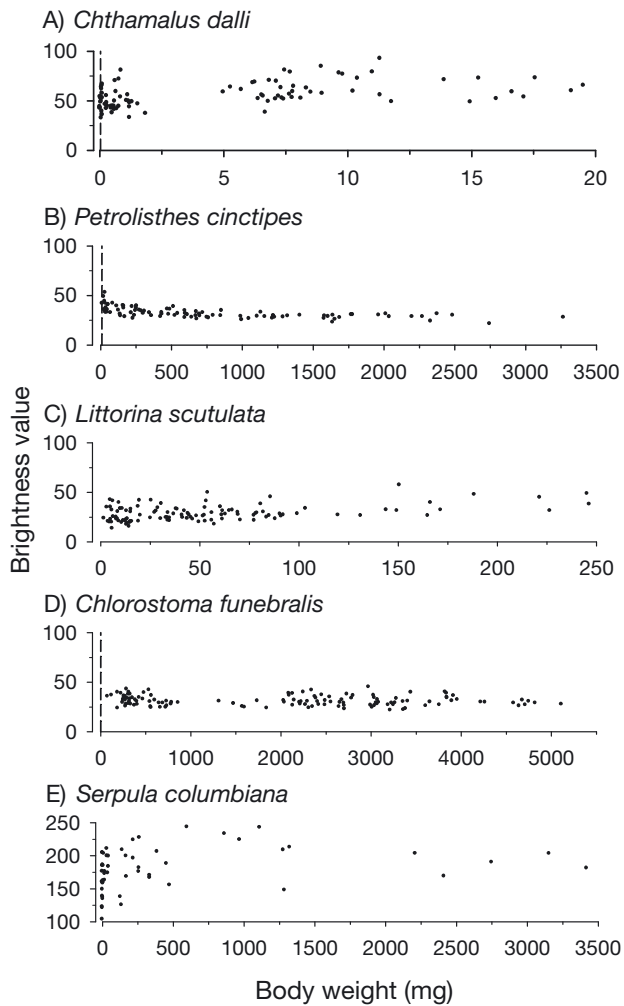 A) Chthamalus dalli
100
50
0
0 5 10 15 20
B) Petrolisthes cinctipes
100
50
0
0 500 1000 1500 2000 2500 3000 3500
C) Littorina scutulata
100
50
0
0 50 100 150 200 250
D) Chlorostoma funebralis
100
50
0
0 1000 2000 3000 4000 5000
E) Serpula columbiana
250
200
150
100
0 500 1000 1500 2000 2500 3000 3500
Brightness value
Body weight (mg)